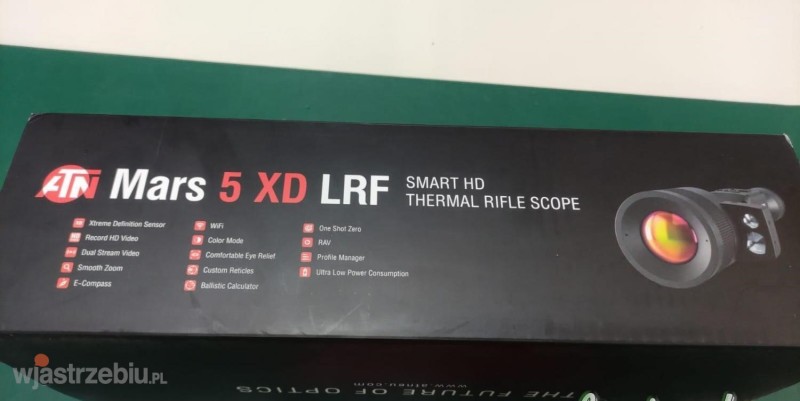 ATN Mars 5 XD LRF
SMART HD
THERMAL RIFLE SCOPE
Xtreme Definition Sensor
Record HD Video
Dual Stream Video
Smooth Zoom
E-Compass
WiFi
Color Mode
Comfortable Eye Relief
Custom Reticles
Ballistic Calculator
One Shot Zero
RAV
Profile Manager
Ultra Low Power Consumption
THE FUTURE OF OPTICS
www.atneu.com
wjastrzebiu.PL